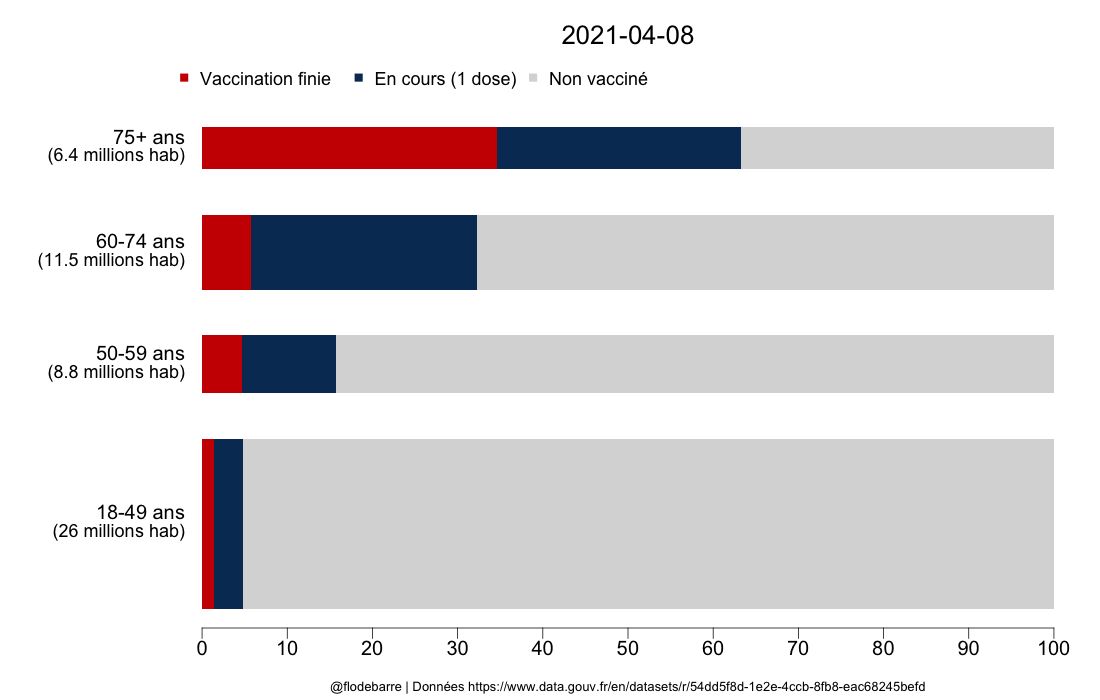 2021-04-08
Vaccination finie En cours (1 dose) Non vacciné
75+ ans
(6.4 millions hab)
60-74 ans
(11.5 millions hab)
50-59 ans
(8.8 millions hab)
18-49 ans
(26 millions hab)
0 10 20 30 40 50 60 70 80 90 100
@flodebarre | Données https://www.data.gouv.fr/en/datasets/r/54dd5f8d-1e2e-4ccb-8fb8-eac68245befd